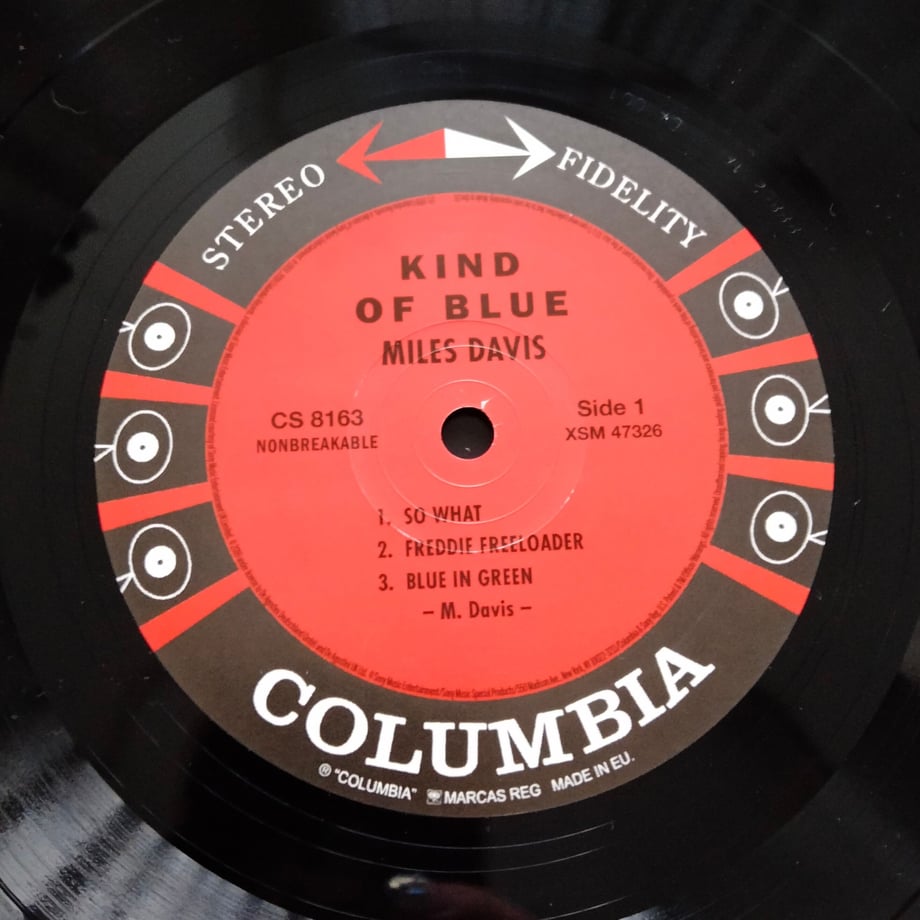 STEREO FIDELITY
KIND
OF BLUE
MILES DAVIS
CS 8163
NONBREAKABLE
Side 1
XSM 47326
1. SO WHAT
2. FREDDIE FREELOADER
3. BLUE IN GREEN
– M. Davis –
COLUMBIA
® "COLUMBIA" MARCAS REG MADE IN EU.